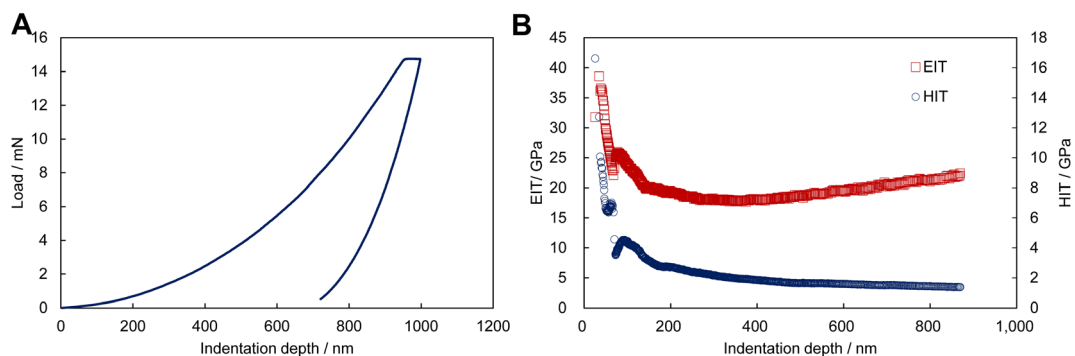 A
16
14
12
10
8
6
4
2
0
Load / mN
0 200 400 600 800 1000 1200
Indentation depth / nm
B
45
40
35
30
25
20
15
10
5
0
EIT/ GPa
EIT
HIT
18
16
14
12
10
8
6
4
2
0
HIT / GPa
0 200 400 600 800 1,000
Indentation depth / nm